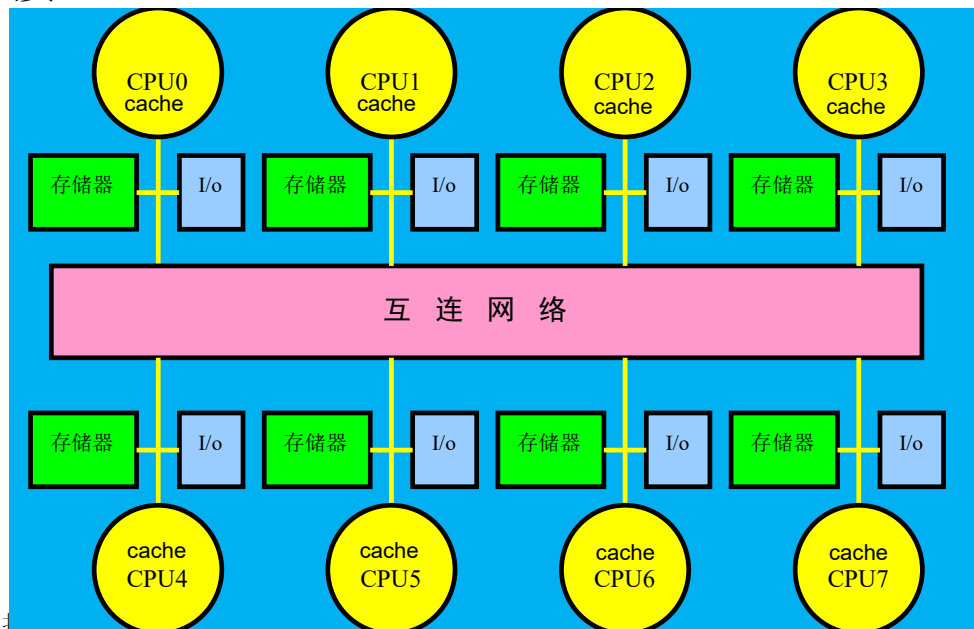 CPU0
cache
CPU1
cache
CPU2
cache
CPU3
cache
存储器
I/o
存储器
I/o
存储器
I/o
存储器
I/o
互 连 网 络
存储器
I/o
存储器
I/o
存储器
I/o
存储器
I/o
cache
CPU4
cache
CPU5
cache
CPU6
cache
CPU7